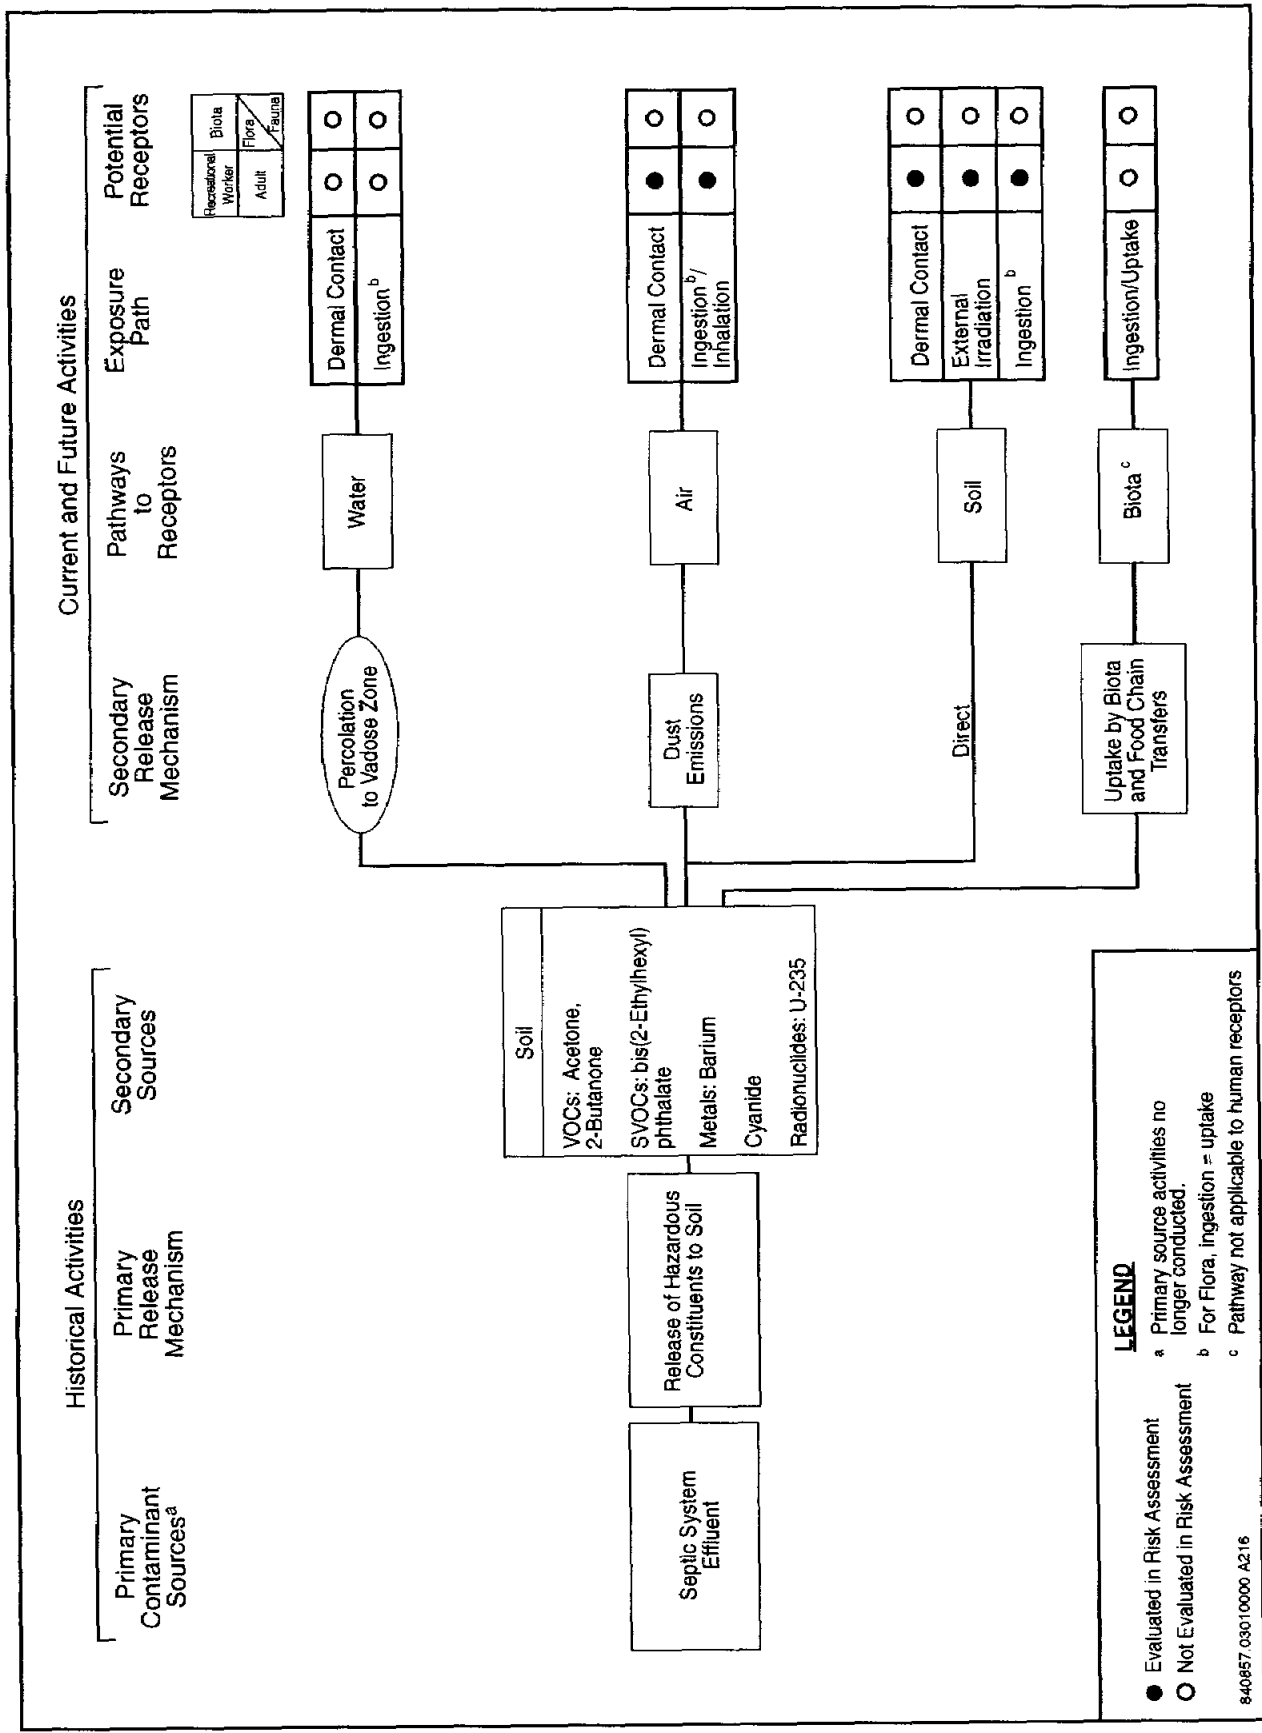 Historical Activities
Current and Future Activities
Primary
Contaminant
Sources^a
Primary
Release
Mechanism
Secondary
Sources
Secondary
Release
Mechanism
Pathways
to
Receptors
Exposure
Path
Potential
Receptors
Recreational
Worker
Biota
Adult
Flora
Fauna
Septic System
Effluent
Release of Hazardous
Constituents to Soil
Soil
VOCs: Acetone,
2-Butanone
SVOCs: bis(2-Ethylhexyl)
phthalate
Metals: Barium
Cyanide
Radionuclides: U-235
Percolation
to Vadose Zone
Water
Dermal Contact
Ingestion^b
Dust
Emissions
Air
Dermal Contact
Ingestion^b/
Inhalation
Direct
Soil
Dermal Contact
External
Irradiation
Ingestion^b
Uptake by Biota
and Food Chain
Transfers
Biota^c
Ingestion/Uptake
LEGEND
● Evaluated in Risk Assessment
O Not Evaluated in Risk Assessment
a Primary source activities no
longer conducted.
b For Flora, ingestion = uptake
c Pathway not applicable to human receptors
840857.03010000 A216